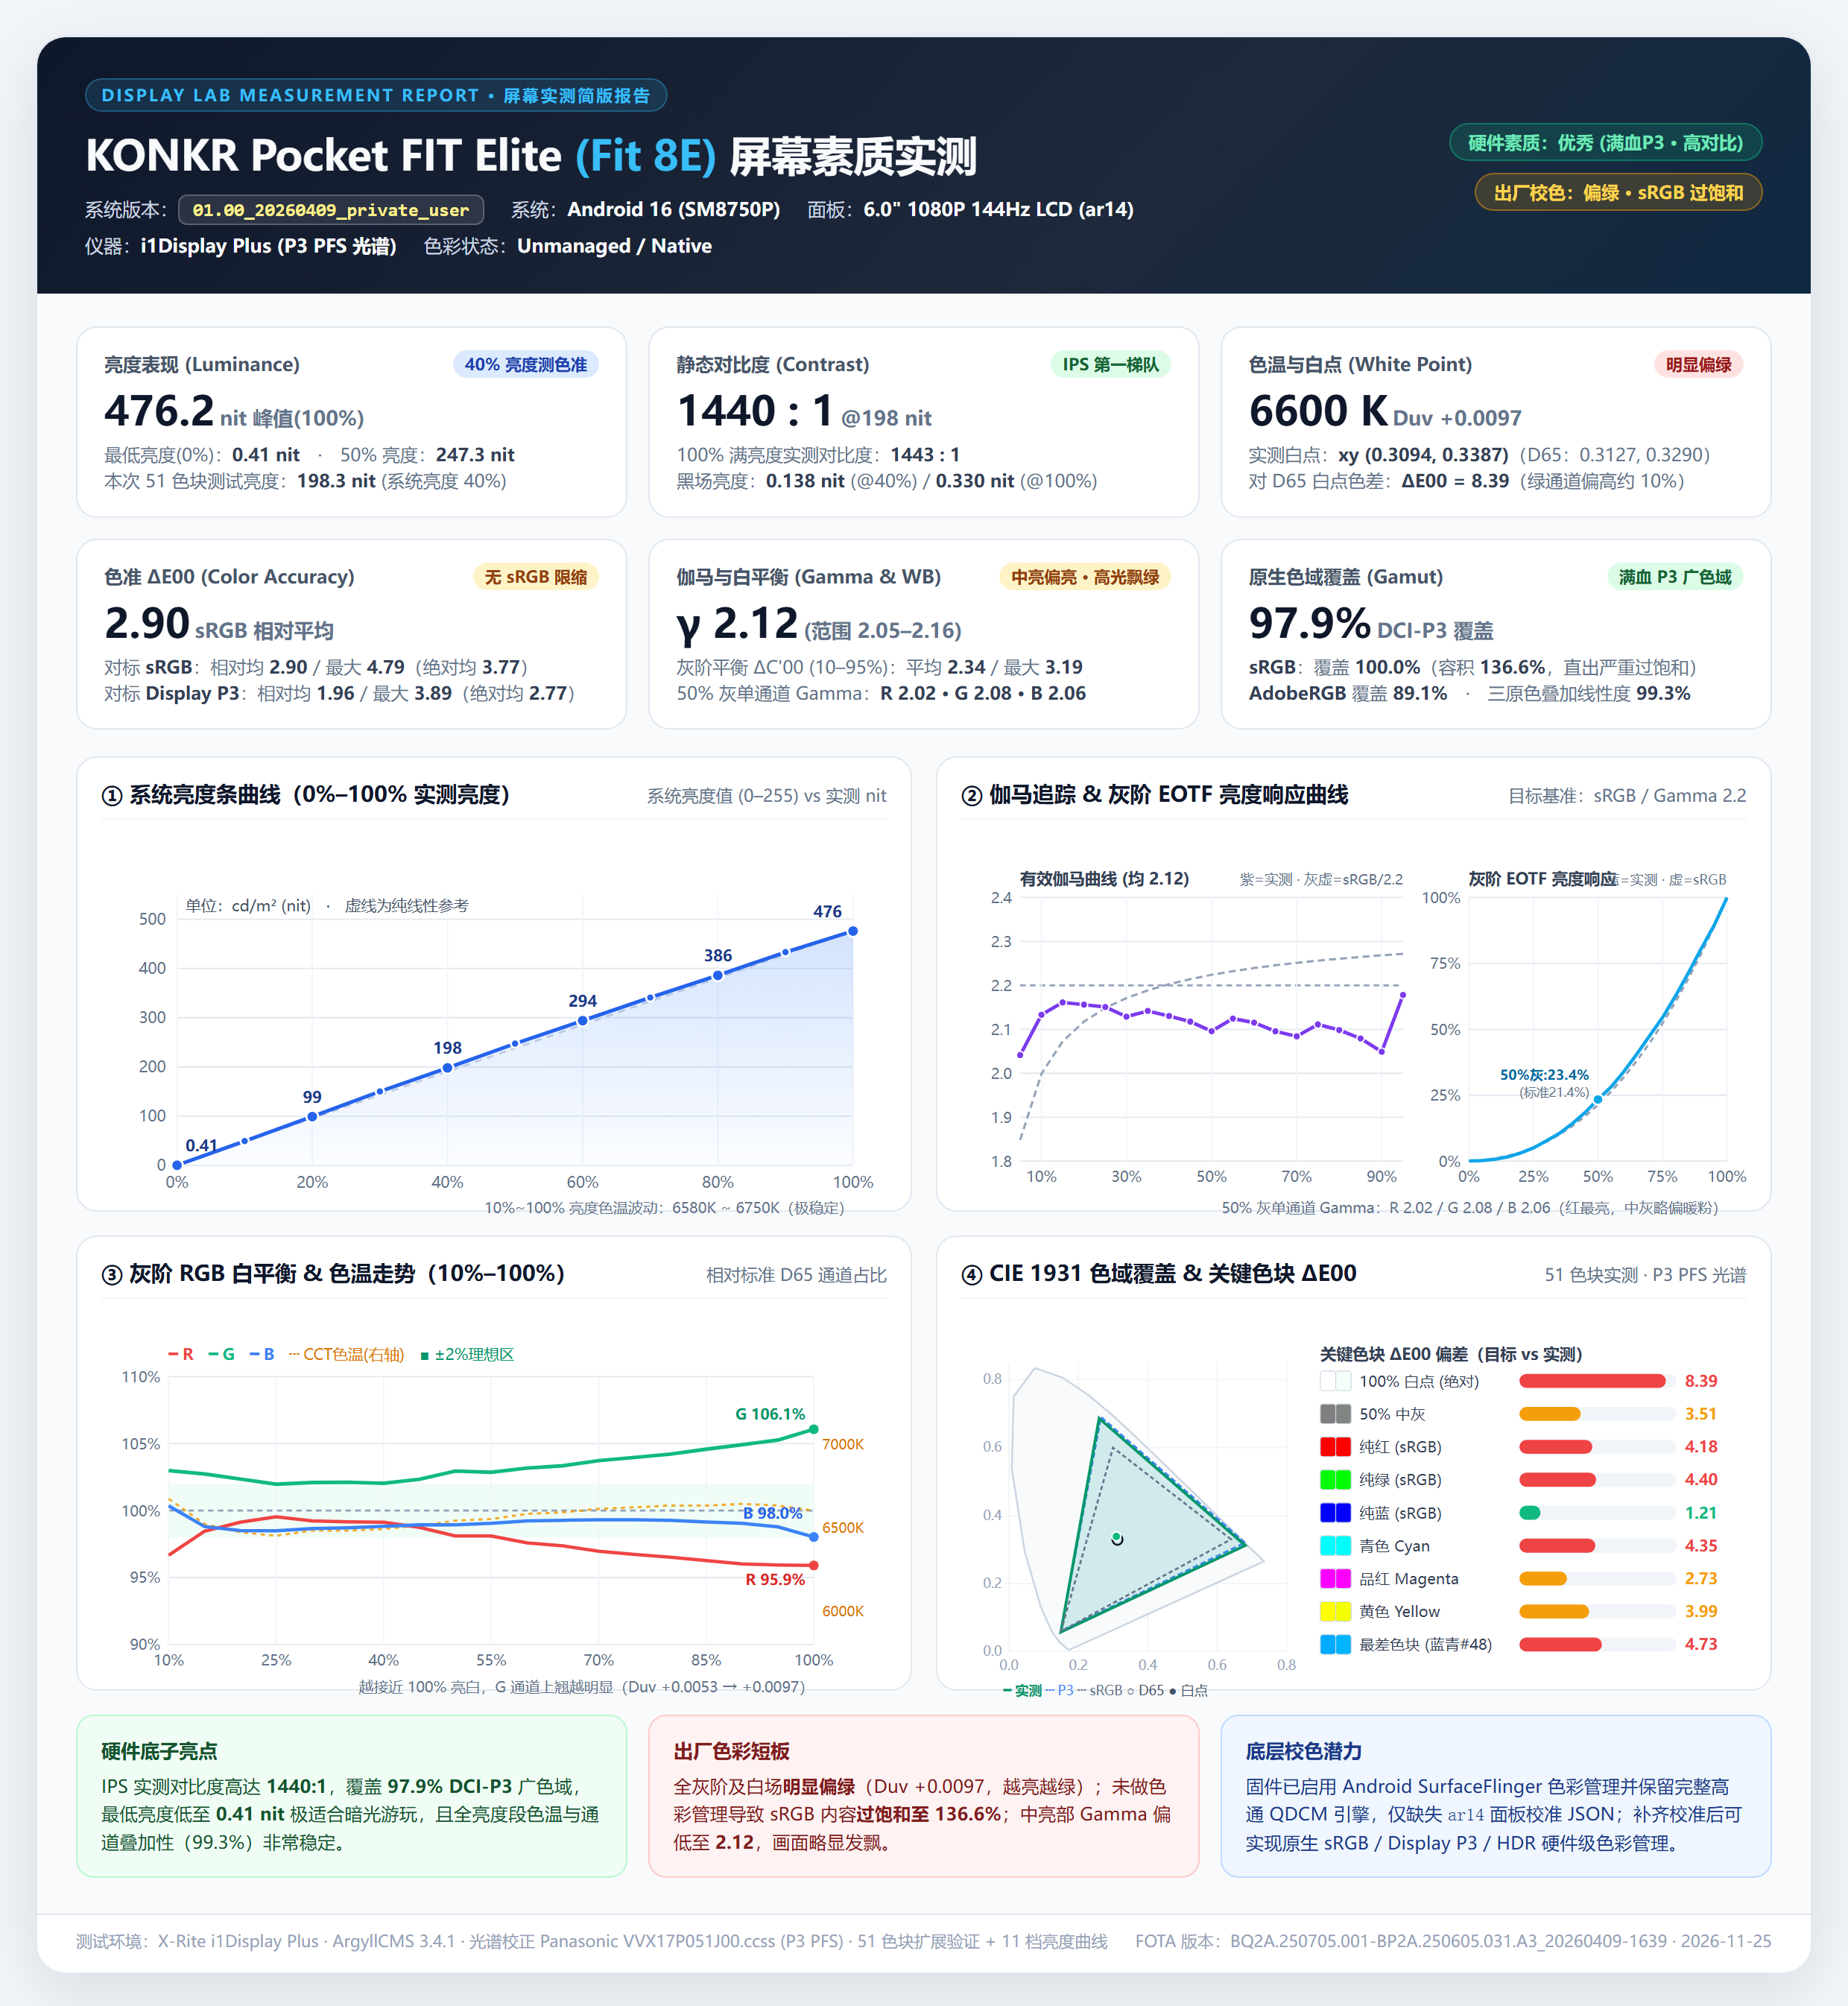 DISPLAY LAB MEASUREMENT REPORT • 屏幕实测简版报告
KONKR Pocket FIT Elite (Fit 8E) 屏幕素质实测
系统版本： 01.00_20260409_private_user 系统：Android 16 (SM8750P) 面板：6.0" 1080P 144Hz LCD (ar14)
仪器：i1Display Plus (P3 PFS 光谱) 色彩状态：Unmanaged / Native
硬件素质：优秀 (满血P3 • 高对比)
出厂校色：偏绿 • sRGB 过饱和
亮度表现 (Luminance) 40% 亮度测色准
476.2 nit 峰值(100%)
最低亮度(0%)：0.41 nit · 50% 亮度：247.3 nit
本次 51 色块测试亮度：198.3 nit (系统亮度 40%)
静态对比度 (Contrast) IPS 第一梯队
1440 : 1 @198 nit
100% 满亮度实测对比度：1443 : 1
黑场亮度：0.138 nit (@40%) / 0.330 nit (@100%)
色温与白点 (White Point) 明显偏绿
6600 K Duv +0.0097
实测白点：xy (0.3094, 0.3387)（D65：0.3127, 0.3290）
对 D65 白点色差：ΔE00 = 8.39（绿通道偏高约 10%）
色准 ΔE00 (Color Accuracy) 无 sRGB 限缩
2.90 sRGB 相对平均
对标 sRGB：相对均 2.90 / 最大 4.79（绝对均 3.77）
对标 Display P3：相对均 1.96 / 最大 3.89（绝对均 2.77）
伽马与白平衡 (Gamma & WB) 中亮偏亮 • 高光飘绿
γ 2.12 (范围 2.05–2.16)
灰阶平衡 ΔC'00 (10–95%)：平均 2.34 / 最大 3.19
50% 灰单通道 Gamma：R 2.02 • G 2.08 • B 2.06
原生色域覆盖 (Gamut) 满血 P3 广色域
97.9% DCI-P3 覆盖
sRGB：覆盖 100.0%（容积 136.6%，直出严重过饱和）
AdobeRGB 覆盖 89.1% · 三原色叠加线性度 99.3%
① 系统亮度条曲线（0%–100% 实测亮度） 系统亮度值 (0–255) vs 实测 nit
单位：cd/m² (nit) · 虚线为纯线性参考
500
400
300
200
100
0
0.41
99
198
294
386
476
0% 20% 40% 60% 80% 100%
10%~100% 亮度色温波动：6580K ~ 6750K（极稳定）
② 伽马追踪 & 灰阶 EOTF 亮度响应曲线 目标基准：sRGB / Gamma 2.2
有效伽马曲线 (均 2.12) 紫=实测 · 灰虚=sRGB/2.2
2.4
2.3
2.2
2.1
2.0
1.9
1.8
10% 30% 50% 70% 90%
灰阶 EOTF 亮度响应 =实测 · 虚=sRGB
100%
75%
50%
25%
0%
50%灰:23.4%
(标准21.4%)
0% 25% 50% 75% 100%
50% 灰单通道 Gamma：R 2.02 / G 2.08 / B 2.06（红最亮，中灰略偏暖粉）
③ 灰阶 RGB 白平衡 & 色温走势（10%–100%） 相对标准 D65 通道占比
R G B CCT色温(右轴) ■ ±2%理想区
110%
105%
100%
95%
90%
G 106.1%
B 98.0%
R 95.9%
7000K
6500K
6000K
10% 25% 40% 55% 70% 85% 100%
越接近 100% 亮白，G 通道上翘越明显（Duv +0.0053 → +0.0097）
④ CIE 1931 色域覆盖 & 关键色块 ΔE00 51 色块实测 · P3 PFS 光谱
0.8
0.6
0.4
0.2
0.0
0.0 0.2 0.4 0.6 0.8
━ 实测 ┄ P3 ┄ sRGB ○ D65 ● 白点
关键色块 ΔE00 偏差（目标 vs 实测）
100% 白点 (绝对) 8.39
50% 中灰 3.51
纯红 (sRGB) 4.18
纯绿 (sRGB) 4.40
纯蓝 (sRGB) 1.21
青色 Cyan 4.35
品红 Magenta 2.73
黄色 Yellow 3.99
最差色块 (蓝青#48) 4.73
硬件底子亮点
IPS 实测对比度高达 1440:1，覆盖 97.9% DCI-P3 广色域，
最低亮度低至 0.41 nit 极适合暗光游玩，且全亮度段色温与通
道叠加性（99.3%）非常稳定。
出厂色彩短板
全灰阶及白场明显偏绿（Duv +0.0097，越亮越绿）；未做色
彩管理导致 sRGB 内容过饱和至 136.6%；中亮部 Gamma 偏
低至 2.12，画面略显发飘。
底层校色潜力
固件已启用 Android SurfaceFlinger 色彩管理并保留完整高
通 QDCM 引擎，仅缺失 ar14 面板校准 JSON；补齐校准后可
实现原生 sRGB / Display P3 / HDR 硬件级色彩管理。
测试环境：X-Rite i1Display Plus · ArgyllCMS 3.4.1 · 光谱校正 Panasonic VVX17P051J00.ccss (P3 PFS) · 51 色块扩展验证 + 11 档亮度曲线
FOTA 版本：BQ2A.250705.001-BP2A.250605.031.A3_20260409-1639 · 2026-11-25